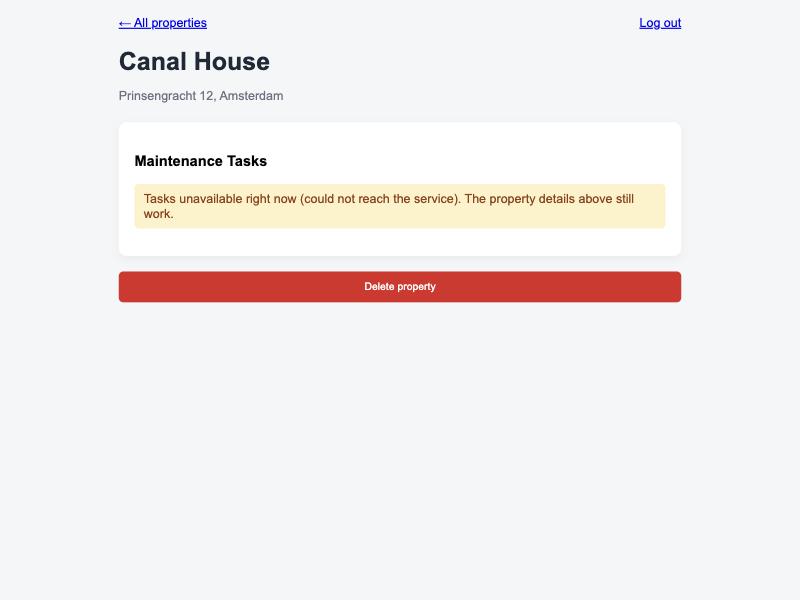 ← All properties
Log out
Canal House
Prinsengracht 12, Amsterdam
Maintenance Tasks
Tasks unavailable right now (could not reach the service). The property details above still
work.
Delete property